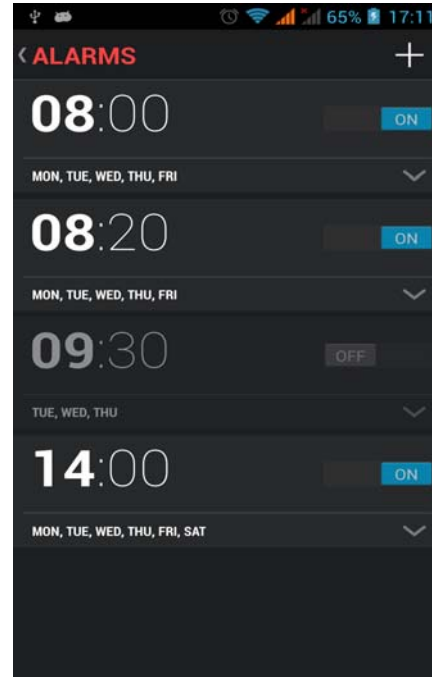 65% 17:11
ALARMS
08:00 ON
MON, TUE, WED, THU, FRI
08:20 ON
MON, TUE, WED, THU, FRI
09:30 OFF
TUE, WED, THU
14:00 ON
MON, TUE, WED, THU, FRI, SAT